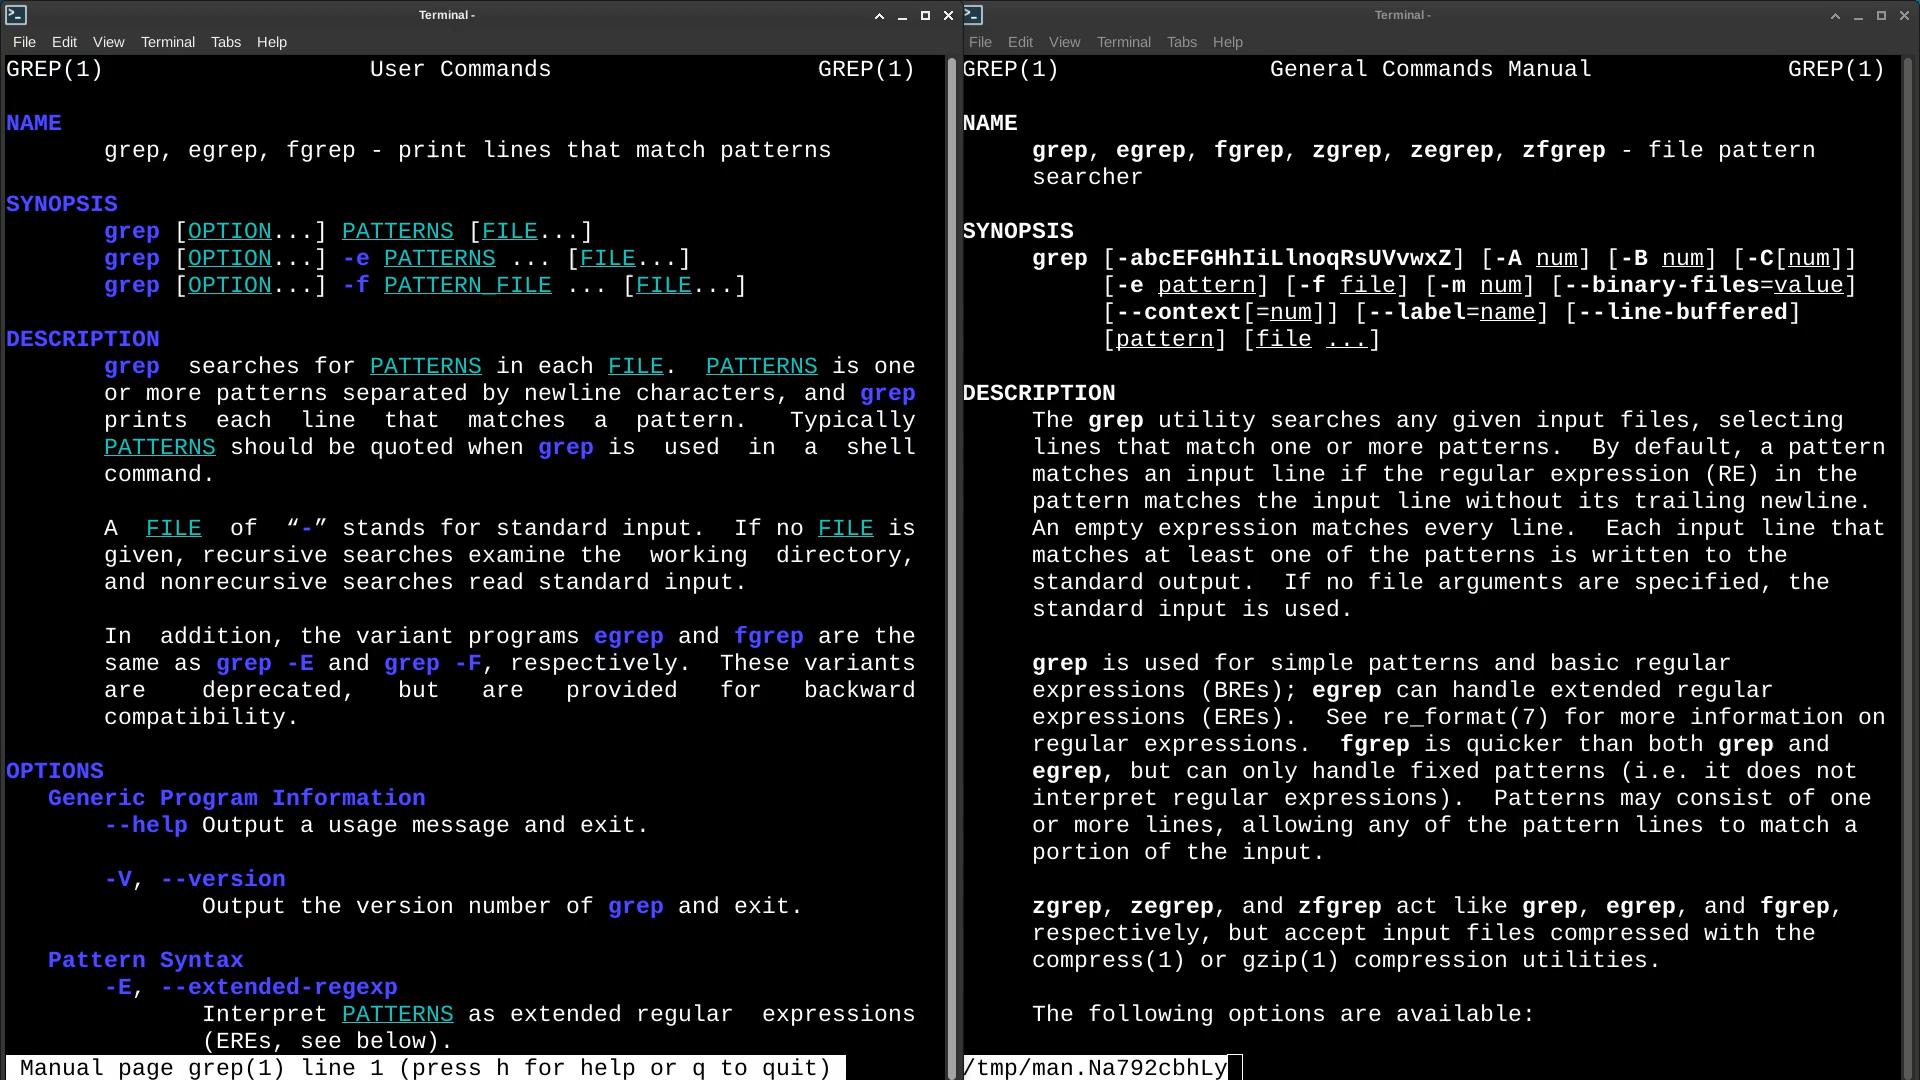 Terminal -
File Edit View Terminal Tabs Help
GREP(1) User Commands GREP(1)
NAME
grep, egrep, fgrep - print lines that match patterns
SYNOPSIS
grep [OPTION...] PATTERNS [FILE...]
grep [OPTION...] -e PATTERNS ... [FILE...]
grep [OPTION...] -f PATTERN_FILE ... [FILE...]
DESCRIPTION
grep searches for PATTERNS in each FILE. PATTERNS is one
or more patterns separated by newline characters, and grep
prints each line that matches a pattern. Typically
PATTERNS should be quoted when grep is used in a shell
command.
A FILE of “-” stands for standard input. If no FILE is
given, recursive searches examine the working directory,
and nonrecursive searches read standard input.
In addition, the variant programs egrep and fgrep are the
same as grep -E and grep -F, respectively. These variants
are deprecated, but are provided for backward
compatibility.
OPTIONS
Generic Program Information
--help Output a usage message and exit.
-V, --version
Output the version number of grep and exit.
Pattern Syntax
-E, --extended-regexp
Interpret PATTERNS as extended regular expressions
(EREs, see below).
Manual page grep(1) line 1 (press h for help or q to quit)
Terminal -
File Edit View Terminal Tabs Help
GREP(1) General Commands Manual GREP(1)
NAME
grep, egrep, fgrep, zgrep, zegrep, zfgrep - file pattern
searcher
SYNOPSIS
grep [-abcEFGHhIiLlnoqRsUVvwxZ] [-A num] [-B num] [-C[num]]
[-e pattern] [-f file] [-m num] [--binary-files=value]
[--context[=num]] [--label=name] [--line-buffered]
[pattern] [file ...]
DESCRIPTION
The grep utility searches any given input files, selecting
lines that match one or more patterns. By default, a pattern
matches an input line if the regular expression (RE) in the
pattern matches the input line without its trailing newline.
An empty expression matches every line. Each input line that
matches at least one of the patterns is written to the
standard output. If no file arguments are specified, the
standard input is used.
grep is used for simple patterns and basic regular
expressions (BREs); egrep can handle extended regular
expressions (EREs). See re_format(7) for more information on
regular expressions. fgrep is quicker than both grep and
egrep, but can only handle fixed patterns (i.e. it does not
interpret regular expressions). Patterns may consist of one
or more lines, allowing any of the pattern lines to match a
portion of the input.
zgrep, zegrep, and zfgrep act like grep, egrep, and fgrep,
respectively, but accept input files compressed with the
compress(1) or gzip(1) compression utilities.
The following options are available:
/tmp/man.Na792cbhLy